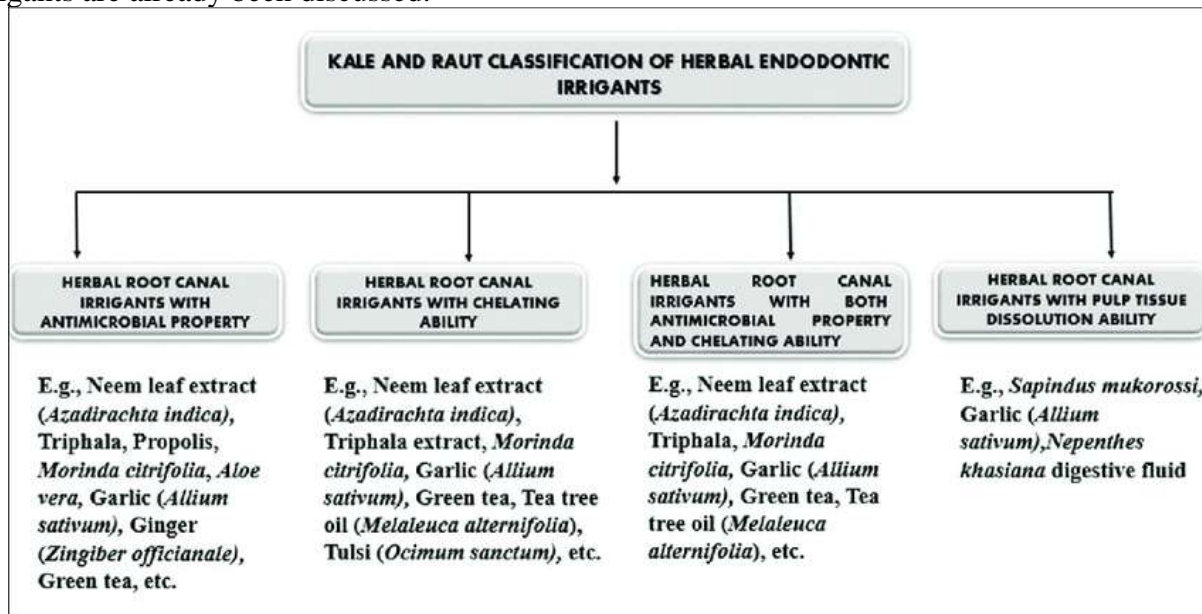 igants are already been discussed.
KALE AND RAUT CLASSIFICATION OF HERBAL ENDODONTIC
IRRIGANTS
HERBAL ROOT CANAL
IRRIGANTS WITH
ANTIMICROBIAL PROPERTY
E.g., Neem leaf extract
(Azadirachta indica),
Triphala, Propolis,
Morinda citrifolia, Aloe
vera, Garlic (Allium
sativum), Ginger
(Zingiber officianale),
Green tea, etc.
HERBAL ROOT CANAL
IRRIGANTS WITH CHELATING
ABILITY
E.g., Neem leaf extract
(Azadirachta indica),
Triphala extract, Morinda
citrifolia, Garlic (Allium
sativum), Green tea, Tea tree
oil (Melaleuca alternifolia),
Tulsi (Ocimum sanctum), etc.
HERBAL ROOT CANAL
IRRIGANTS WITH BOTH
ANTIMICROBIAL PROPERTY
AND CHELATING ABILITY
E.g., Neem leaf extract
(Azadirachta indica),
Triphala, Morinda
citrifolia, Garlic (Allium
sativum), Green tea, Tea
tree oil (Melaleuca
alternifolia), etc.
HERBAL ROOT CANAL
IRRIGANTS WITH PULP TISSUE
DISSOLUTION ABILITY
E.g., Sapindus mukorossi,
Garlic (Allium
sativum),Nepenthes
khasiana digestive fluid